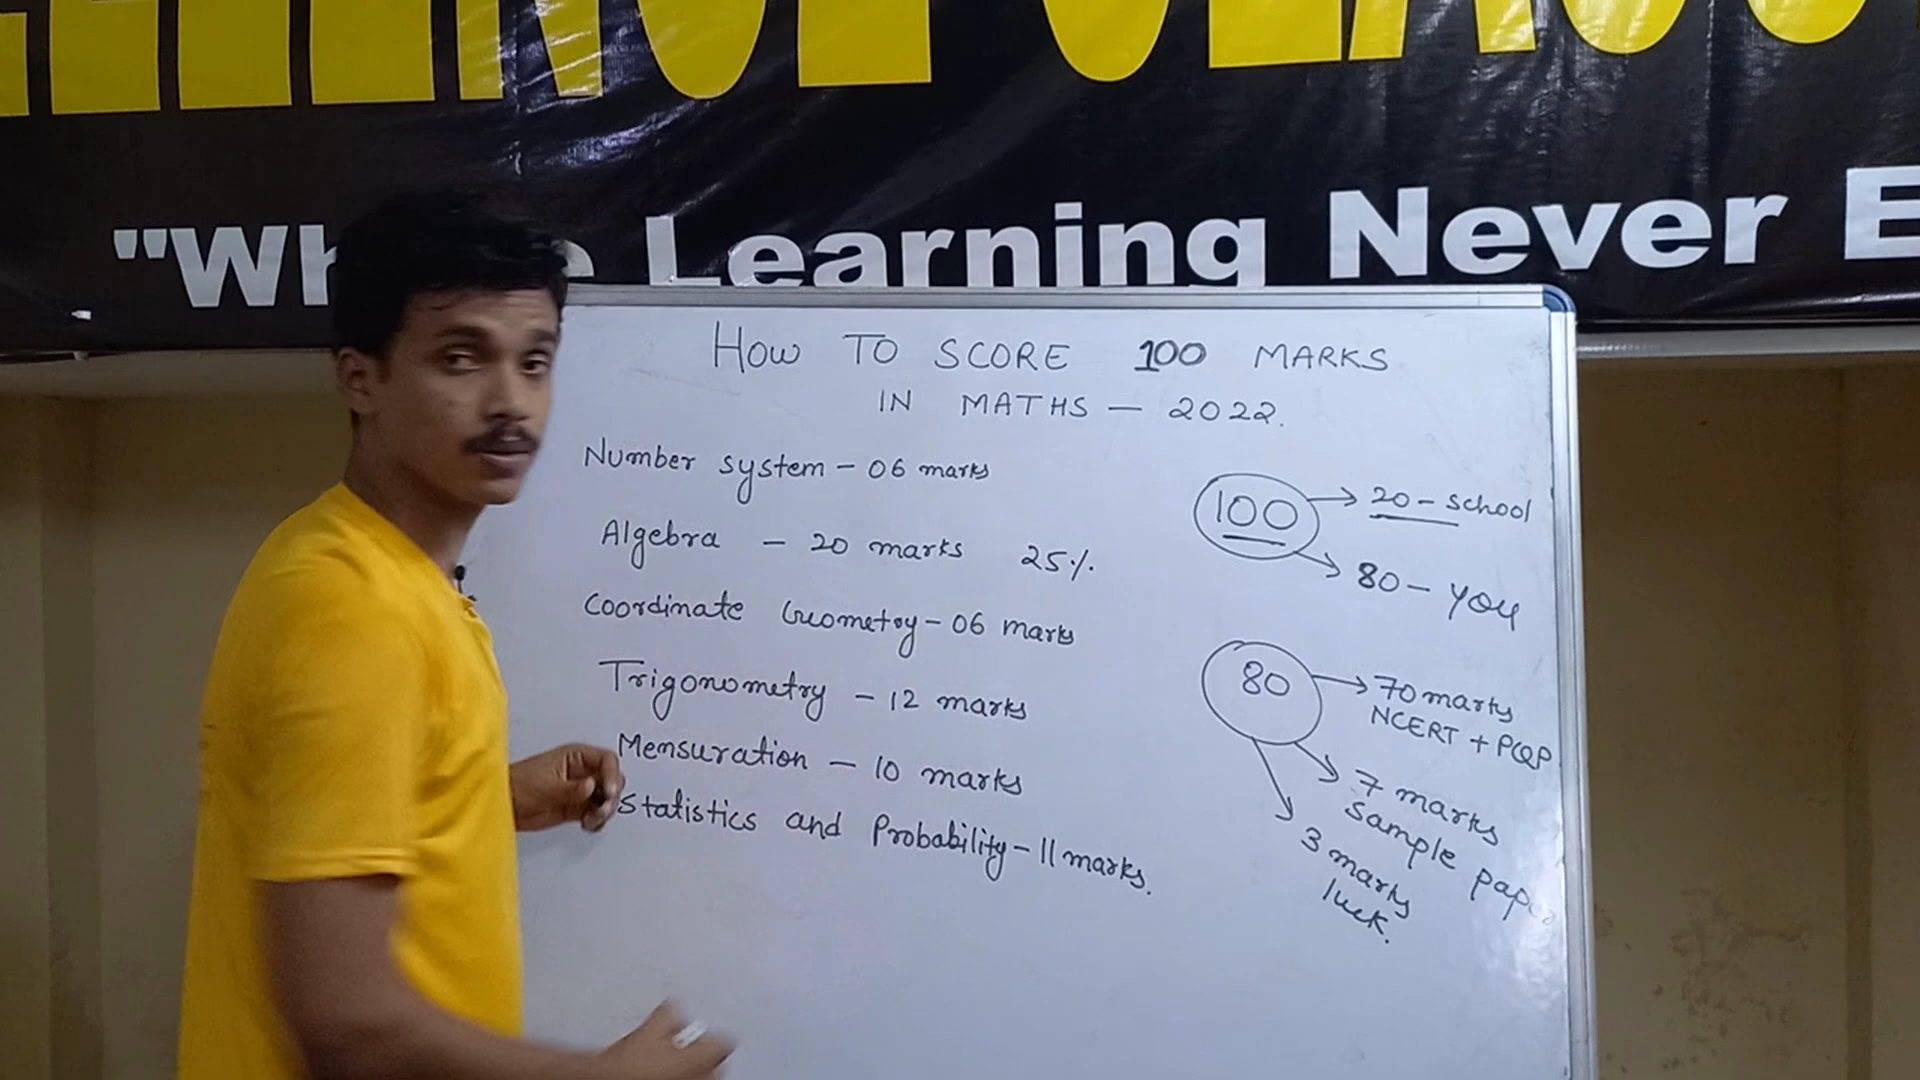 Learning Never
HOW TO SCORE 100 MARKS
IN MATHS — 2022.
Number system – 06 marks
Algebra – 20 marks 25%
Coordinate Geometry – 06 marks
Trigonometry – 12 marks
Mensuration – 10 marks
Statistics and Probability – 11 marks.
100 → 20 – school
→ 80 – you
80 → 70 marks
NCERT + PQP
→ 7 marks
Sample paper
→ 3 marks
luck.